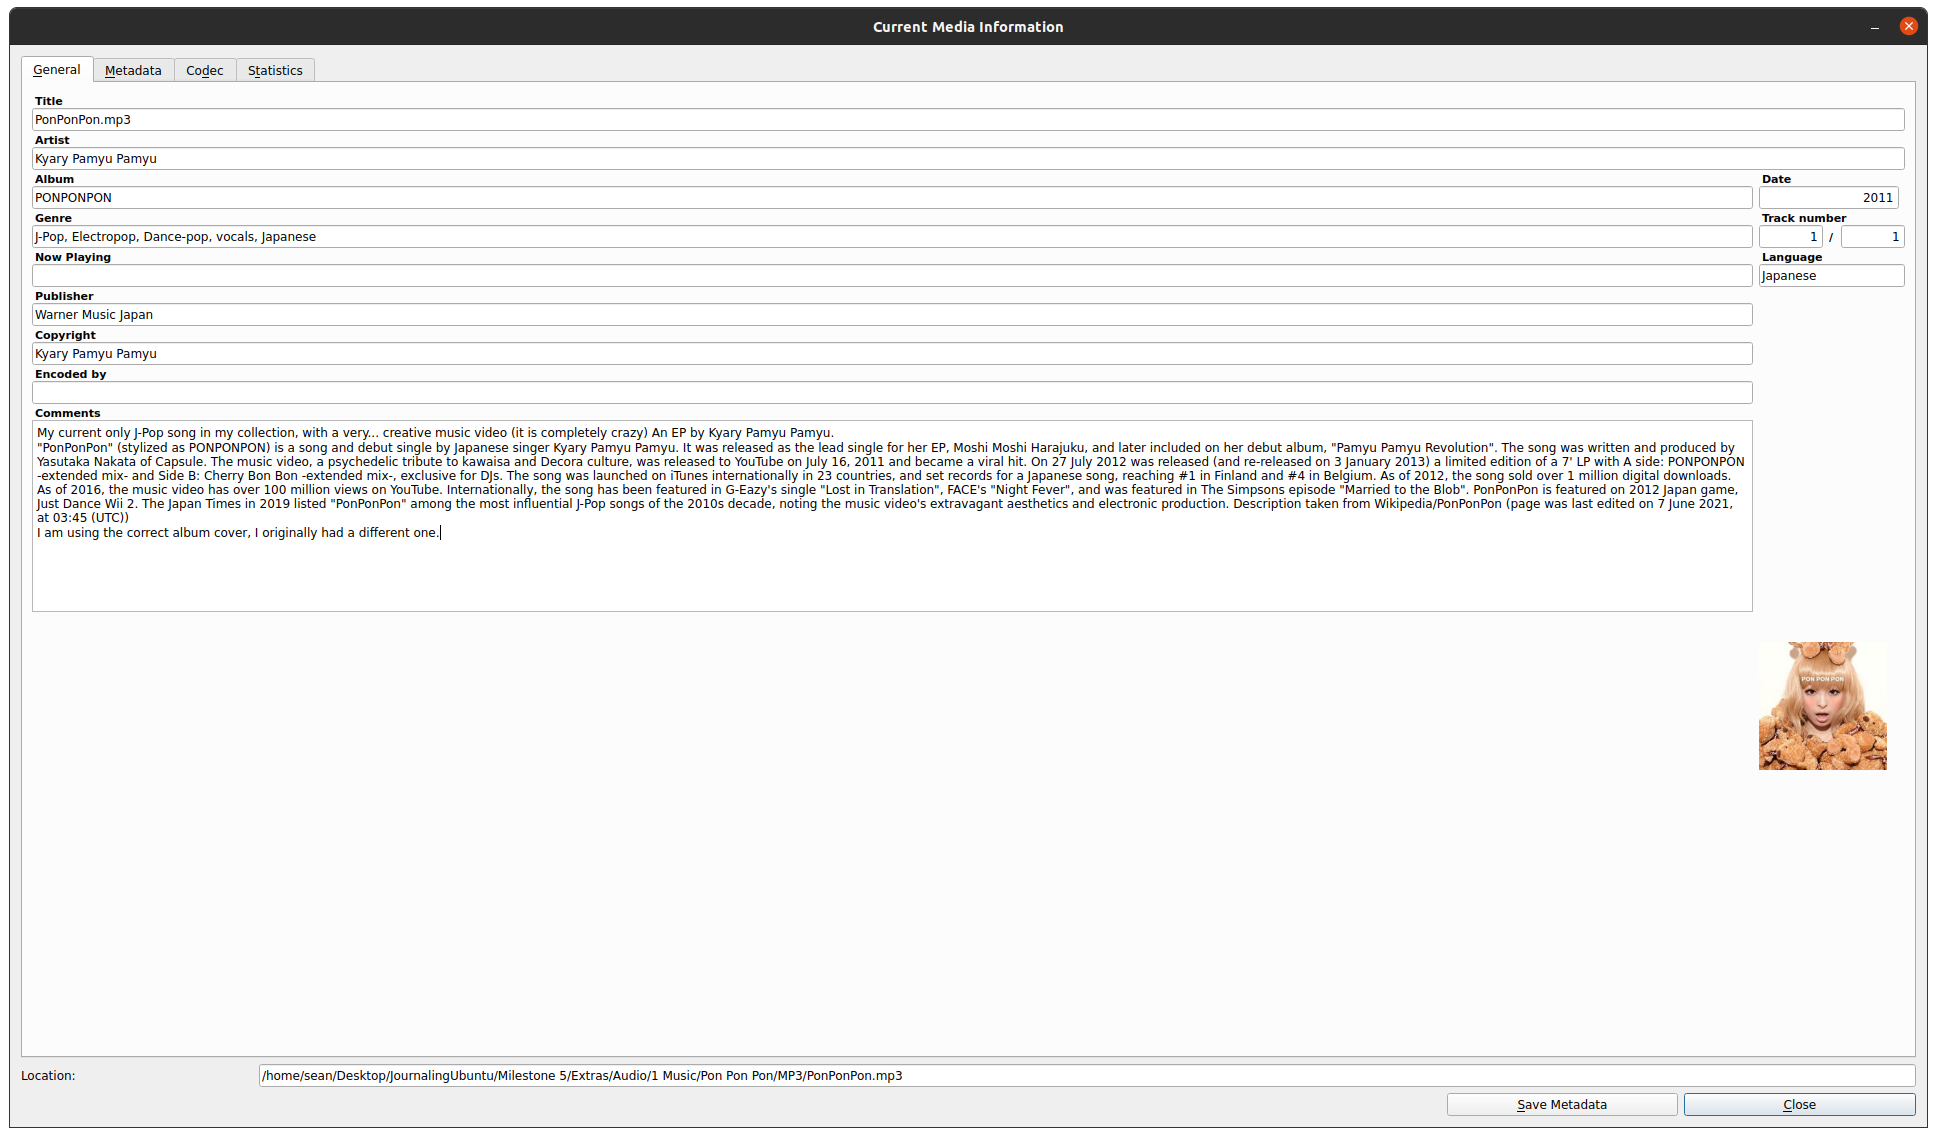 Current Media Information
General
Metadata
Codec
Statistics
Title
PonPonPon.mp3
Artist
Kyary Pamyu Pamyu
Album
Date
PONPONPON
2011
Genre
Track number
J-Pop, Electropop, Dance-pop, vocals, Japanese
1 / 1
Now Playing
Language
Japanese
Publisher
Warner Music Japan
Copyright
Kyary Pamyu Pamyu
Encoded by
Comments
My current only J-Pop song in my collection, with a very... creative music video (it is completely crazy) An EP by Kyary Pamyu Pamyu.
"PonPonPon" (stylized as PONPONPON) is a song and debut single by Japanese singer Kyary Pamyu Pamyu. It was released as the lead single for her EP, Moshi Moshi Harajuku, and later included on her debut album, "Pamyu Pamyu Revolution". The song was written and produced by
Yasutaka Nakata of Capsule. The music video, a psychedelic tribute to kawaisa and Decora culture, was released to YouTube on July 16, 2011 and became a viral hit. On 27 July 2012 was released (and re-released on 3 January 2013) a limited edition of a 7' LP with A side: PONPONPON
-extended mix- and Side B: Cherry Bon Bon -extended mix-, exclusive for DJs. The song was launched on iTunes internationally in 23 countries, and set records for a Japanese song, reaching #1 in Finland and #4 in Belgium. As of 2012, the song sold over 1 million digital downloads.
As of 2016, the music video has over 100 million views on YouTube. Internationally, the song has been featured in G-Eazy's single "Lost in Translation", FACE's "Night Fever", and was featured in The Simpsons episode "Married to the Blob". PonPonPon is featured on 2012 Japan game,
Just Dance Wii 2. The Japan Times in 2019 listed "PonPonPon" among the most influential J-Pop songs of the 2010s decade, noting the music video's extravagant aesthetics and electronic production. Description taken from Wikipedia/PonPonPon (page was last edited on 7 June 2021,
at 03:45 (UTC))
I am using the correct album cover, I originally had a different one.
PON PON PON
Location:
/home/sean/Desktop/JournalingUbuntu/Milestone 5/Extras/Audio/1 Music/Pon Pon Pon/MP3/PonPonPon.mp3
Save Metadata
Close